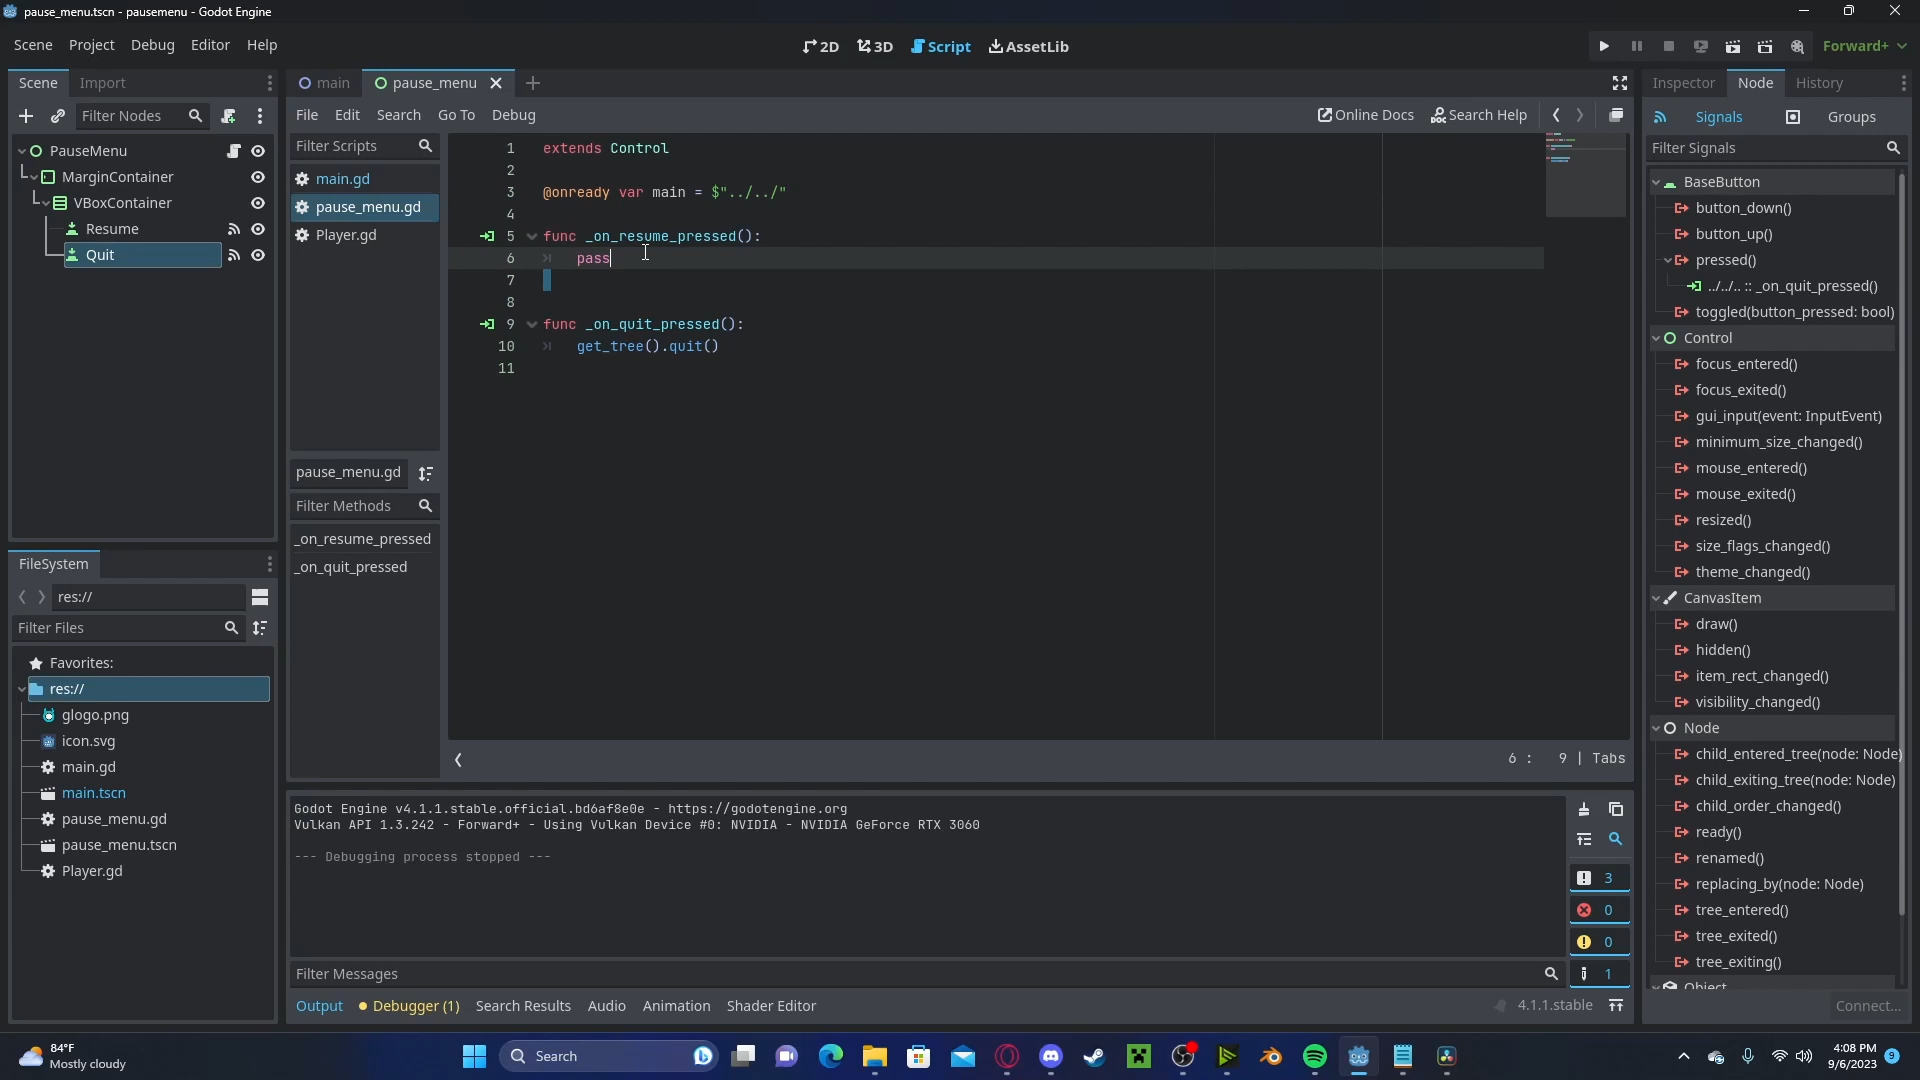 pause_menu.tscn - pausemenu - Godot Engine
Scene Project Debug Editor Help
2D 3D Script AssetLib
Forward+
Scene Import
Filter Nodes
PauseMenu
MarginContainer
VBoxContainer
Resume
Quit
FileSystem
res://
Filter Files
Favorites:
res://
glogo.png
icon.svg
main.gd
main.tscn
pause_menu.gd
pause_menu.tscn
Player.gd
main pause_menu
File Edit Search Go To Debug
Online Docs Search Help
Filter Scripts
main.gd
pause_menu.gd
Player.gd
pause_menu.gd
Filter Methods
_on_resume_pressed
_on_quit_pressed
1 extends Control
2
3 @onready var main = $"../../"
4
5 func _on_resume_pressed():
6 pass
7
8
9 func _on_quit_pressed():
10 get_tree().quit()
11
6 : 9 | Tabs
Godot Engine v4.1.1.stable.official.bd6af8e0e - https://godotengine.org
Vulkan API 1.3.242 - Forward+ - Using Vulkan Device #0: NVIDIA - NVIDIA GeForce RTX 3060
--- Debugging process stopped ---
3
0
0
1
Filter Messages
Output Debugger (1) Search Results Audio Animation Shader Editor
4.1.1.stable
Inspector Node History
Signals Groups
Filter Signals
BaseButton
button_down()
button_up()
pressed()
../../.. :: _on_quit_pressed()
toggled(button_pressed: bool)
Control
focus_entered()
focus_exited()
gui_input(event: InputEvent)
minimum_size_changed()
mouse_entered()
mouse_exited()
resized()
size_flags_changed()
theme_changed()
CanvasItem
draw()
hidden()
item_rect_changed()
visibility_changed()
Node
child_entered_tree(node: Node)
child_exiting_tree(node: Node)
child_order_changed()
ready()
renamed()
replacing_by(node: Node)
tree_entered()
tree_exited()
tree_exiting()
Object
Connect...
84°F
Mostly cloudy
Search
4:08 PM
9/6/2023
9